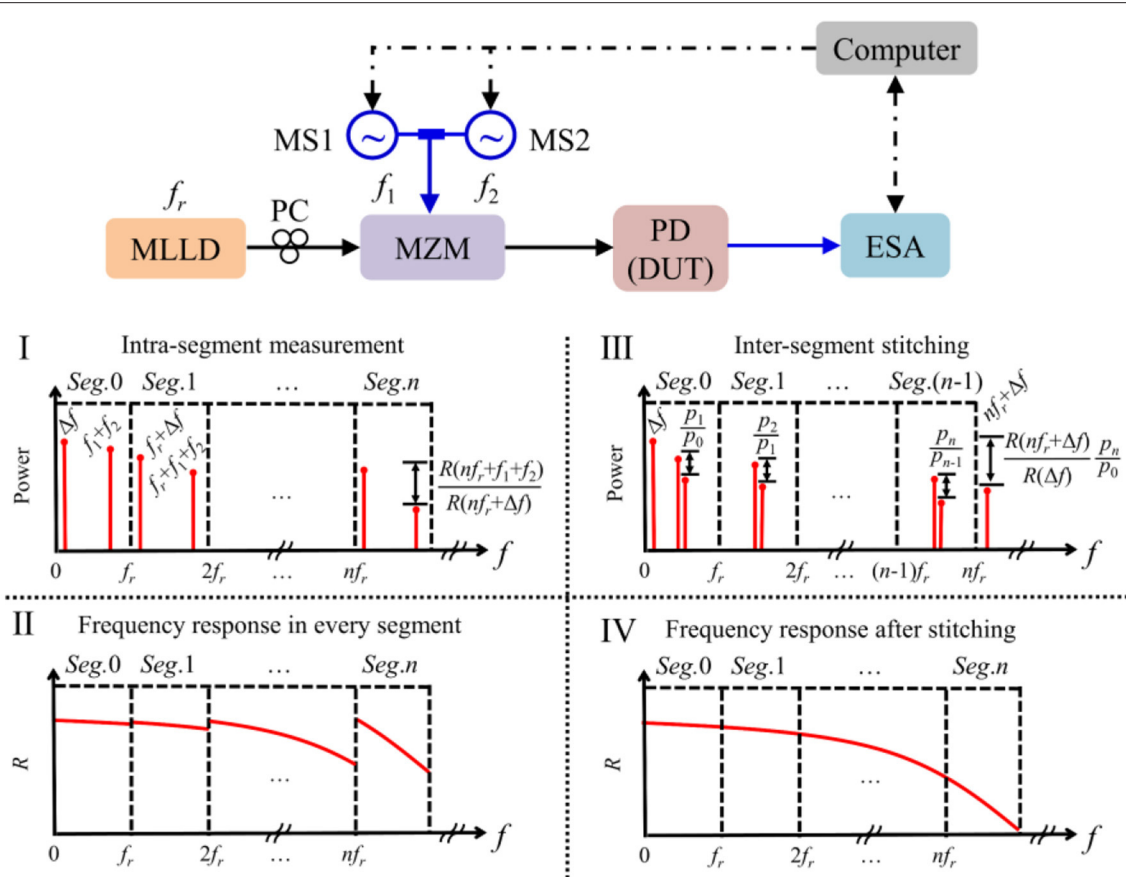 Computer
MS1
~
~
MS2
f₁
f₂
fᵣ
PC
MLLD
MZM
PD
(DUT)
ESA
I
Intra-segment measurement
Seg.0
Seg.1
...
Seg.n
Δf
f₁+f₂
fᵣ+Δf
fᵣ+f₁+f₂
R(nfᵣ+f₁+f₂)
R(nfᵣ+Δf)
...
Power
f
0
fᵣ
2fᵣ
...
nfᵣ
III
Inter-segment stitching
Seg.0
Seg.1
...
Seg.(n-1)
nfᵣ+Δf
Δf
p₁
p₀
p₂
p₁
pₙ
pₙ₋₁
R(nfᵣ+Δf) pₙ
R(Δf) p₀
...
Power
f
0
fᵣ
2fᵣ
...
(n-1)fᵣ
nfᵣ
II
Frequency response in every segment
Seg.0
Seg.1
...
Seg.n
R
...
f
0
fᵣ
2fᵣ
...
nfᵣ
IV
Frequency response after stitching
Seg.0
Seg.1
...
Seg.n
R
...
f
0
fᵣ
2fᵣ
...
nfᵣ